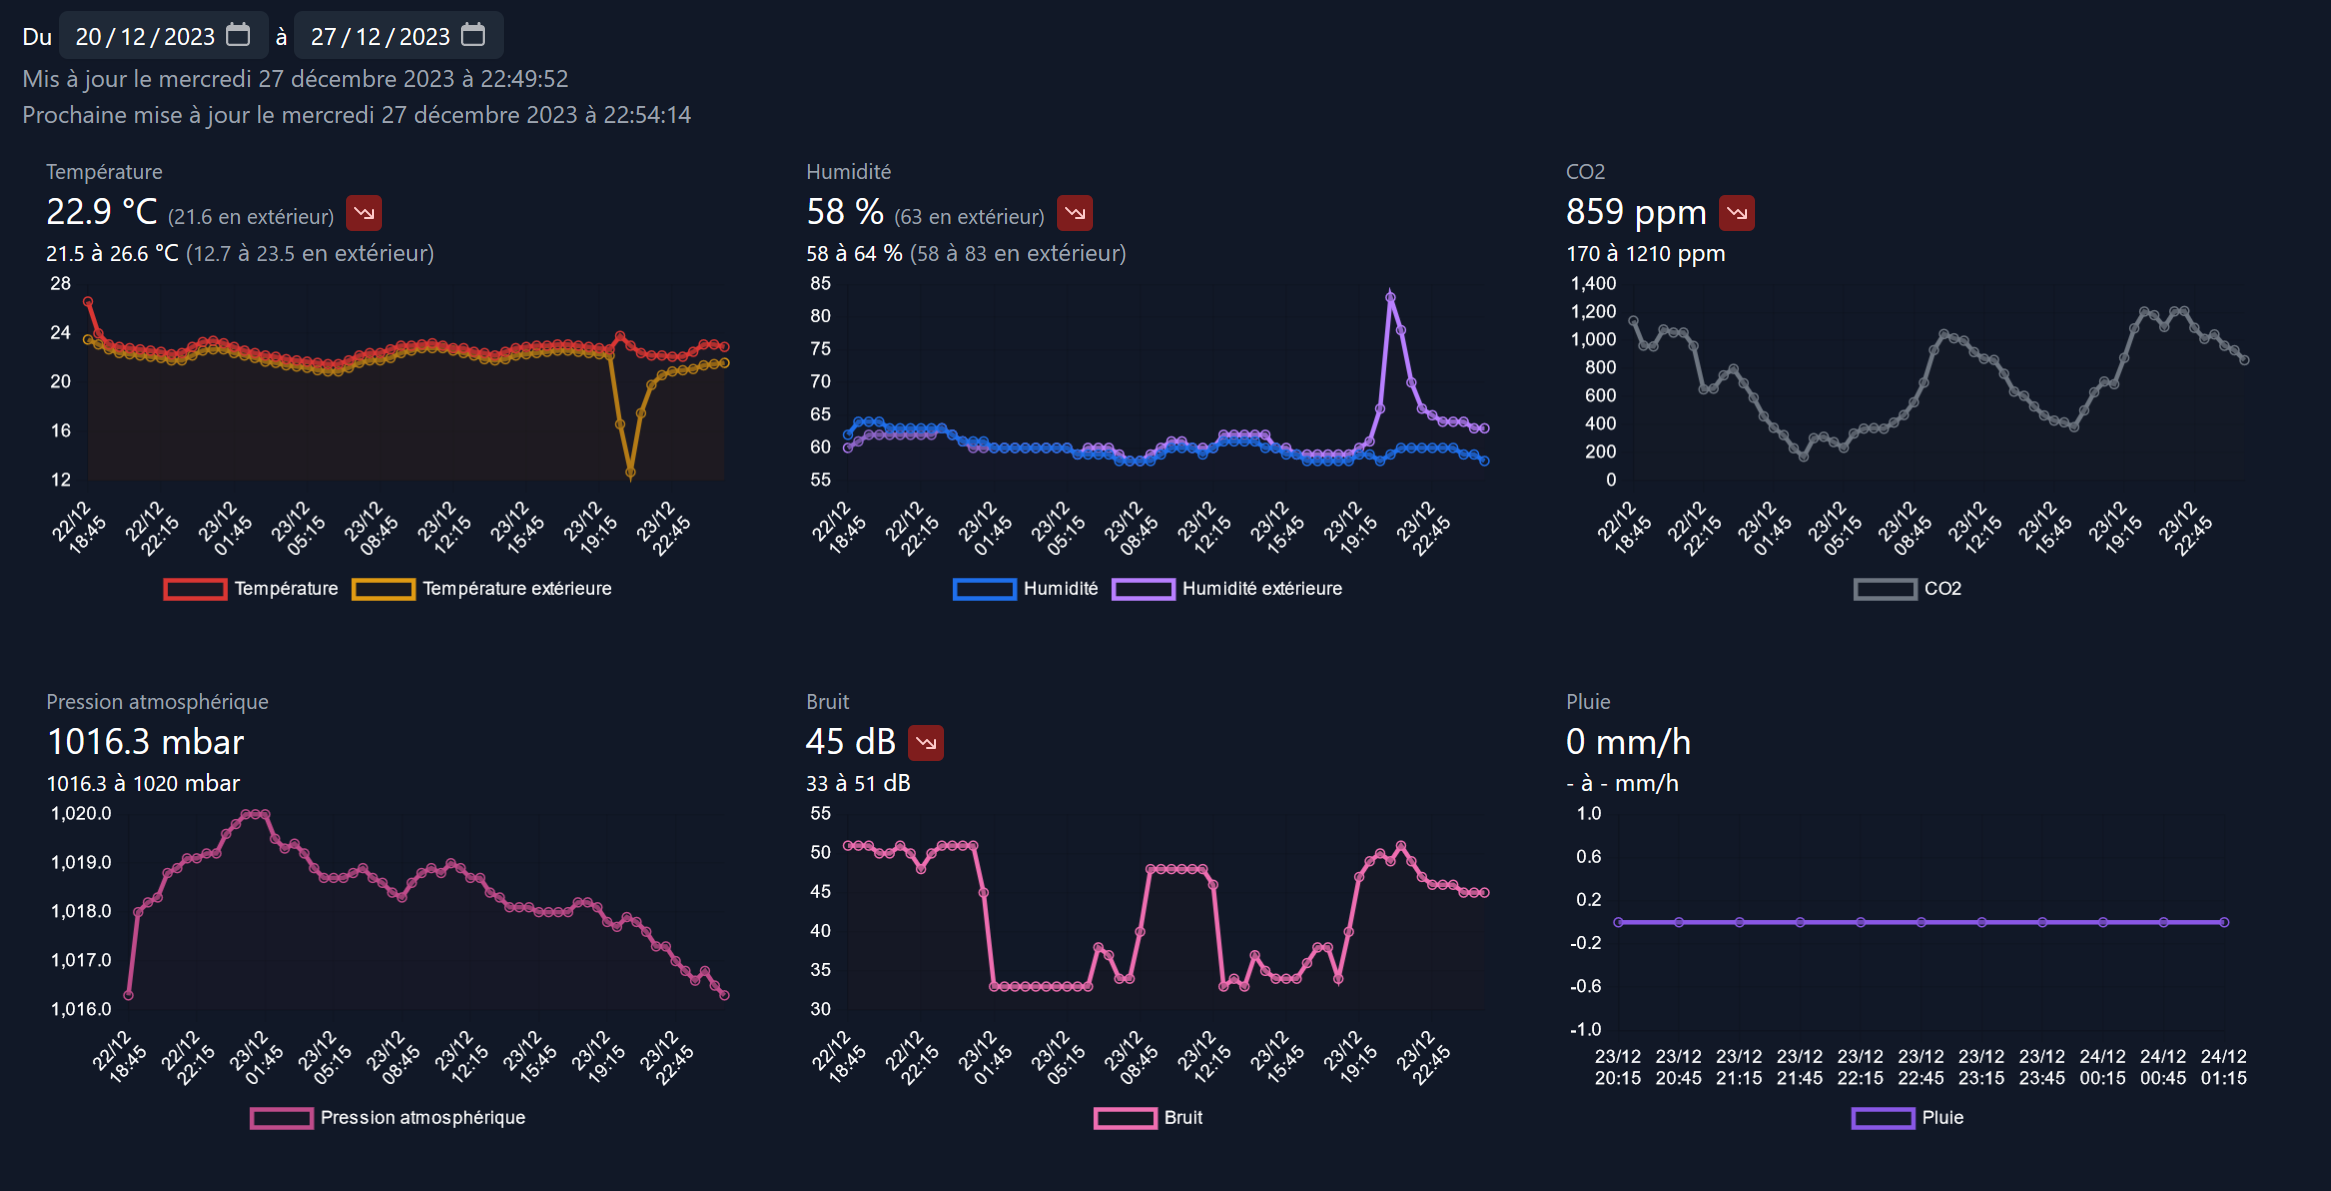 Du 20/12/2023 à 27/12/2023
Mis à jour le mercredi 27 décembre 2023 à 22:49:52
Prochaine mise à jour le mercredi 27 décembre 2023 à 22:54:14
Température
22.9 °C (21.6 en extérieur)
21.5 à 26.6 °C (12.7 à 23.5 en extérieur)
28
24
20
16
12
22/12 18:45
22/12 22:15
23/12 01:45
23/12 05:15
23/12 08:45
23/12 12:15
23/12 15:45
23/12 19:15
23/12 22:45
Température Température extérieure
Humidité
58 % (63 en extérieur)
58 à 64 % (58 à 83 en extérieur)
85
80
75
70
65
60
55
22/12 18:45
22/12 22:15
23/12 01:45
23/12 05:15
23/12 08:45
23/12 12:15
23/12 15:45
23/12 19:15
23/12 22:45
Humidité Humidité extérieure
CO2
859 ppm
170 à 1210 ppm
1,400
1,200
1,000
800
600
400
200
0
22/12 18:45
22/12 22:15
23/12 01:45
23/12 05:15
23/12 08:45
23/12 12:15
23/12 15:45
23/12 19:15
23/12 22:45
CO2
Pression atmosphérique
1016.3 mbar
1016.3 à 1020 mbar
1,020.0
1,019.0
1,018.0
1,017.0
1,016.0
22/12 18:45
22/12 22:15
23/12 01:45
23/12 05:15
23/12 08:45
23/12 12:15
23/12 15:45
23/12 19:15
23/12 22:45
Pression atmosphérique
Bruit
45 dB
33 à 51 dB
55
50
45
40
35
30
22/12 18:45
22/12 22:15
23/12 01:45
23/12 05:15
23/12 08:45
23/12 12:15
23/12 15:45
23/12 19:15
23/12 22:45
Bruit
Pluie
0 mm/h
- à - mm/h
1.0
0.6
0.2
-0.2
-0.6
-1.0
23/12 23/12 23/12 23/12 23/12 23/12 23/12 23/12 24/12 24/12 24/12
20:15 20:45 21:15 21:45 22:15 22:45 23:15 23:45 00:15 00:45 01:15
Pluie